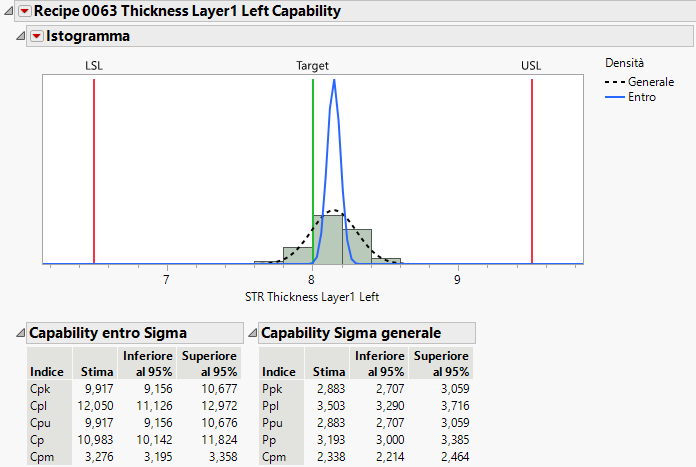 Recipe 0063 Thickness Layer1 Left Capability
Istogramma
LSL Target USL
Densità
Generale
Entro
7 8 9
STR Thickness Layer1 Left
Capability entro Sigma
Indice Stima Inferiore al 95% Superiore al 95%
Cpk 9,917 9,156 10,677
Cpl 12,050 11,126 12,972
Cpu 9,917 9,156 10,676
Cp 10,983 10,142 11,824
Cpm 3,276 3,195 3,358
Capability Sigma generale
Indice Stima Inferiore al 95% Superiore al 95%
Ppk 2,883 2,707 3,059
Ppl 3,503 3,290 3,716
Ppu 2,883 2,707 3,059
Pp 3,193 3,000 3,385
Cpm 2,338 2,214 2,464